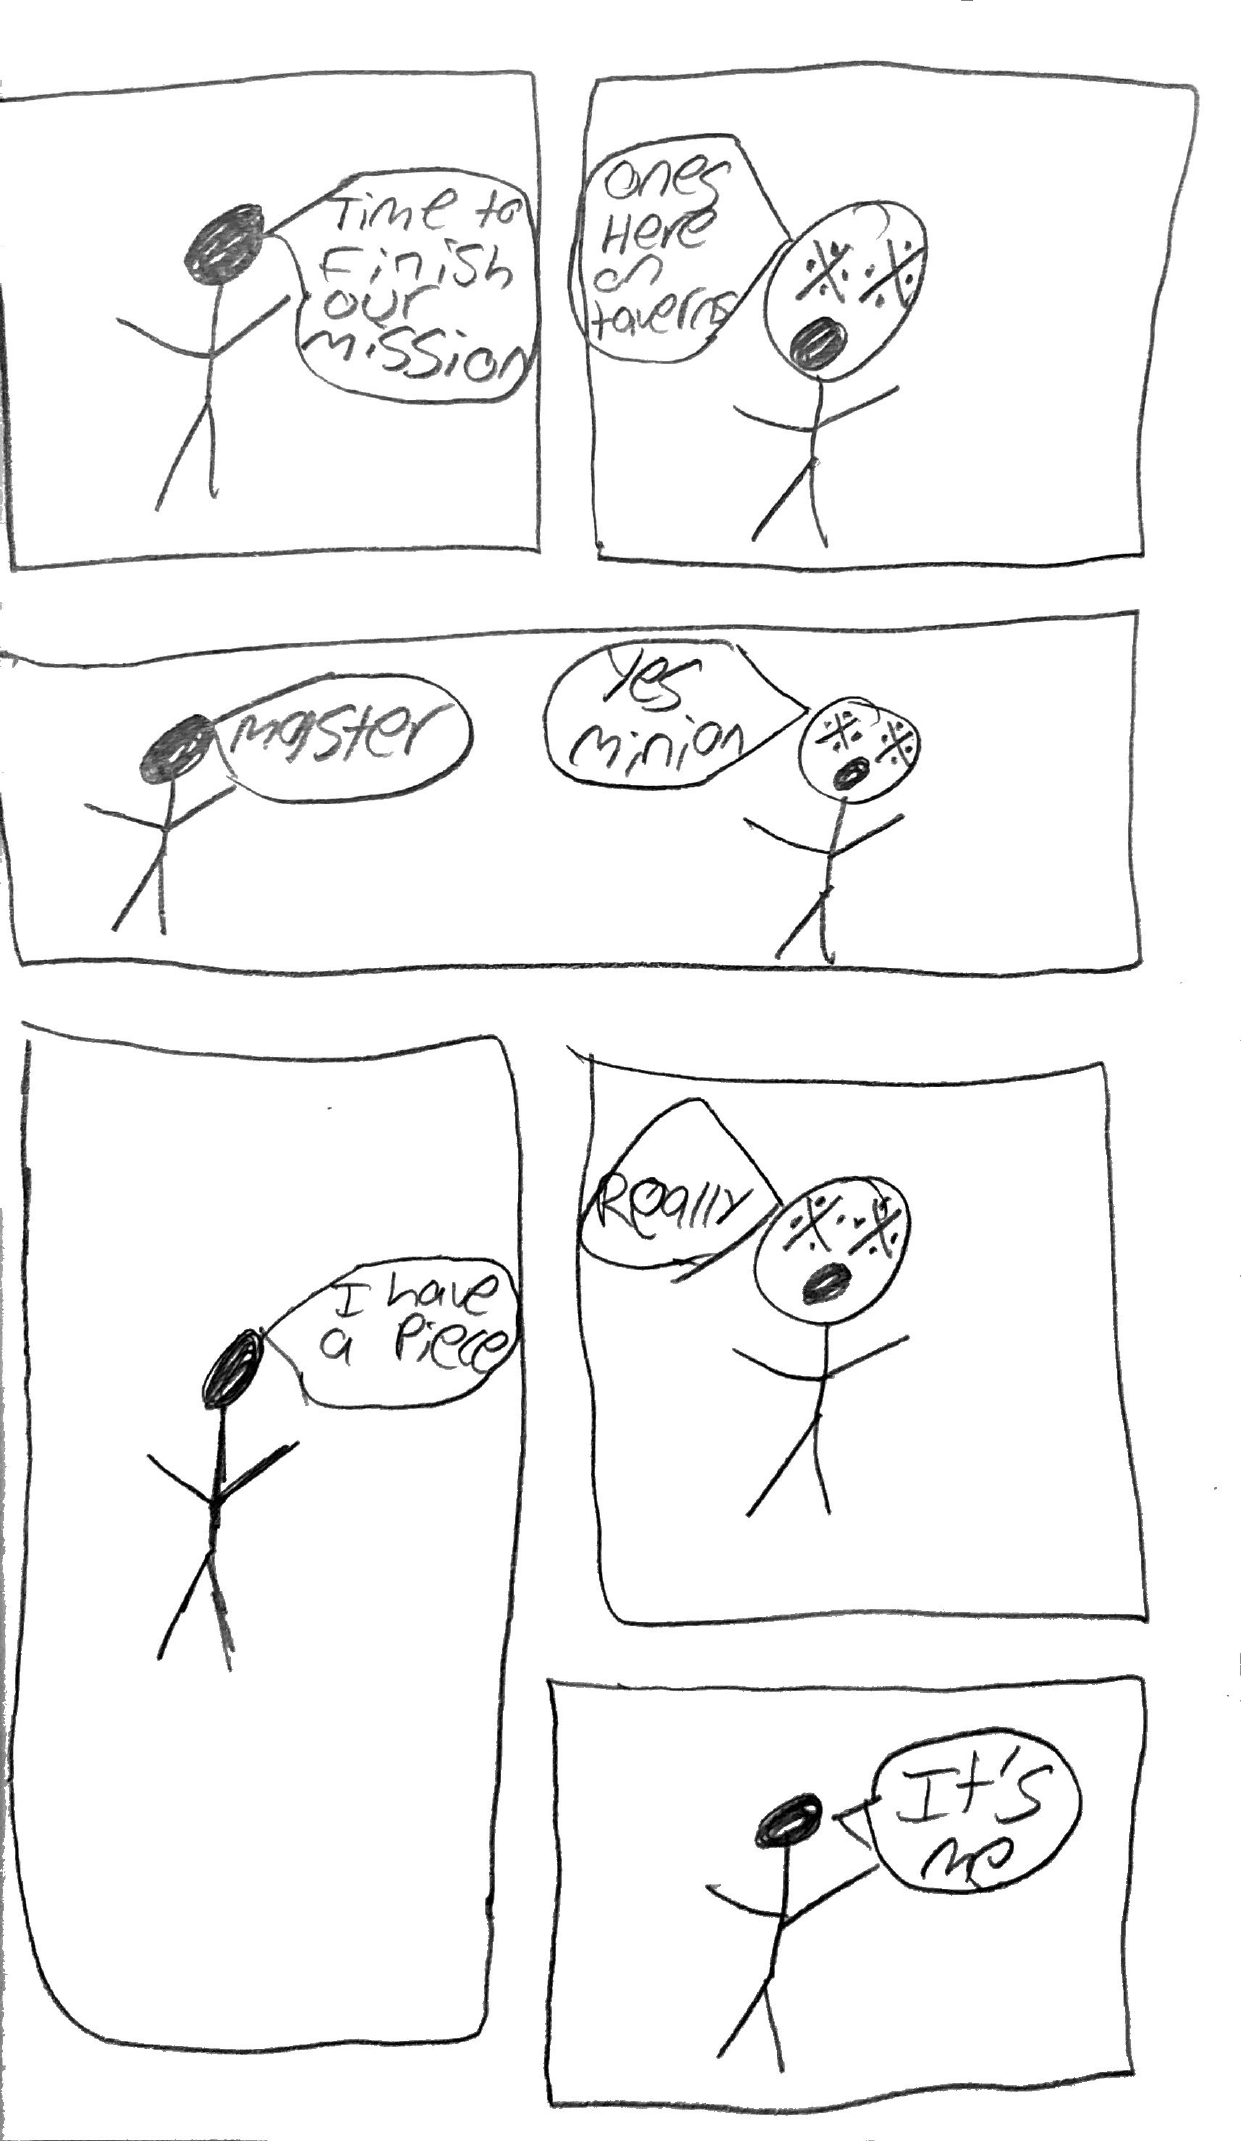 Time to
Finish
our
mission
ones
Here
on
taverns
master
Yes
minion
I have
a Piece
Really
It's
me